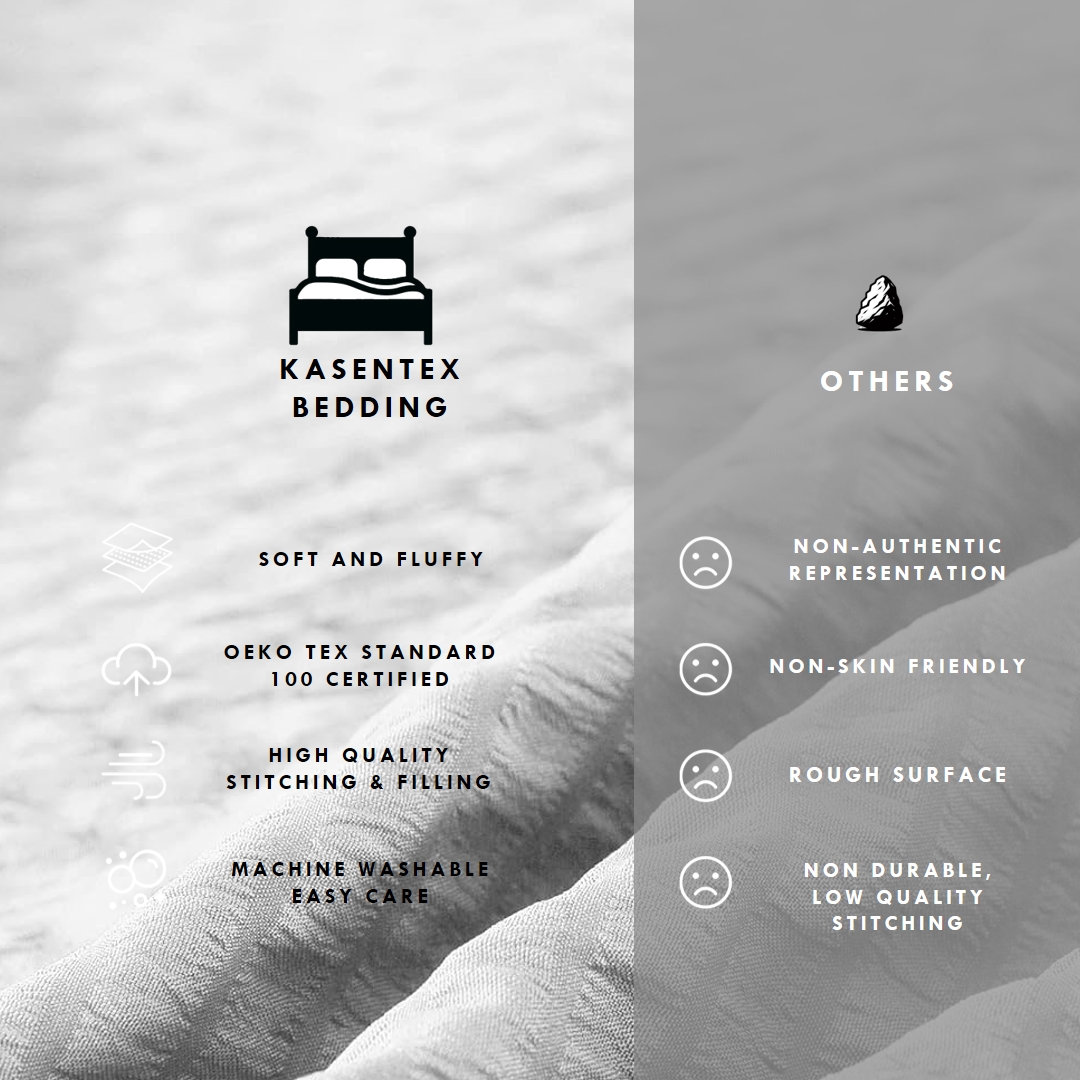 KASENTEX
BEDDING
SOFT AND FLUFFY
OEKO TEX STANDARD
100 CERTIFIED
HIGH QUALITY
STITCHING & FILLING
MACHINE WASHABLE
EASY CARE
OTHERS
NON-AUTHENTIC
REPRESENTATION
NON-SKIN FRIENDLY
ROUGH SURFACE
NON DURABLE,
LOW QUALITY
STITCHING